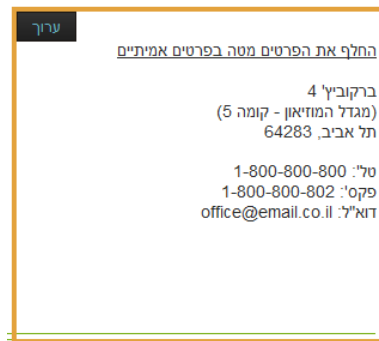 ערוך
החלף את הפרטים מטה בפרטים אמיתיים
ברקוביץ' 4
(מגדל המוזיאון - קומה 5)
תל אביב, 64283
טל': 1-800-800-800
פקס': 1-800-800-802
דוא"ל: office@email.co.il